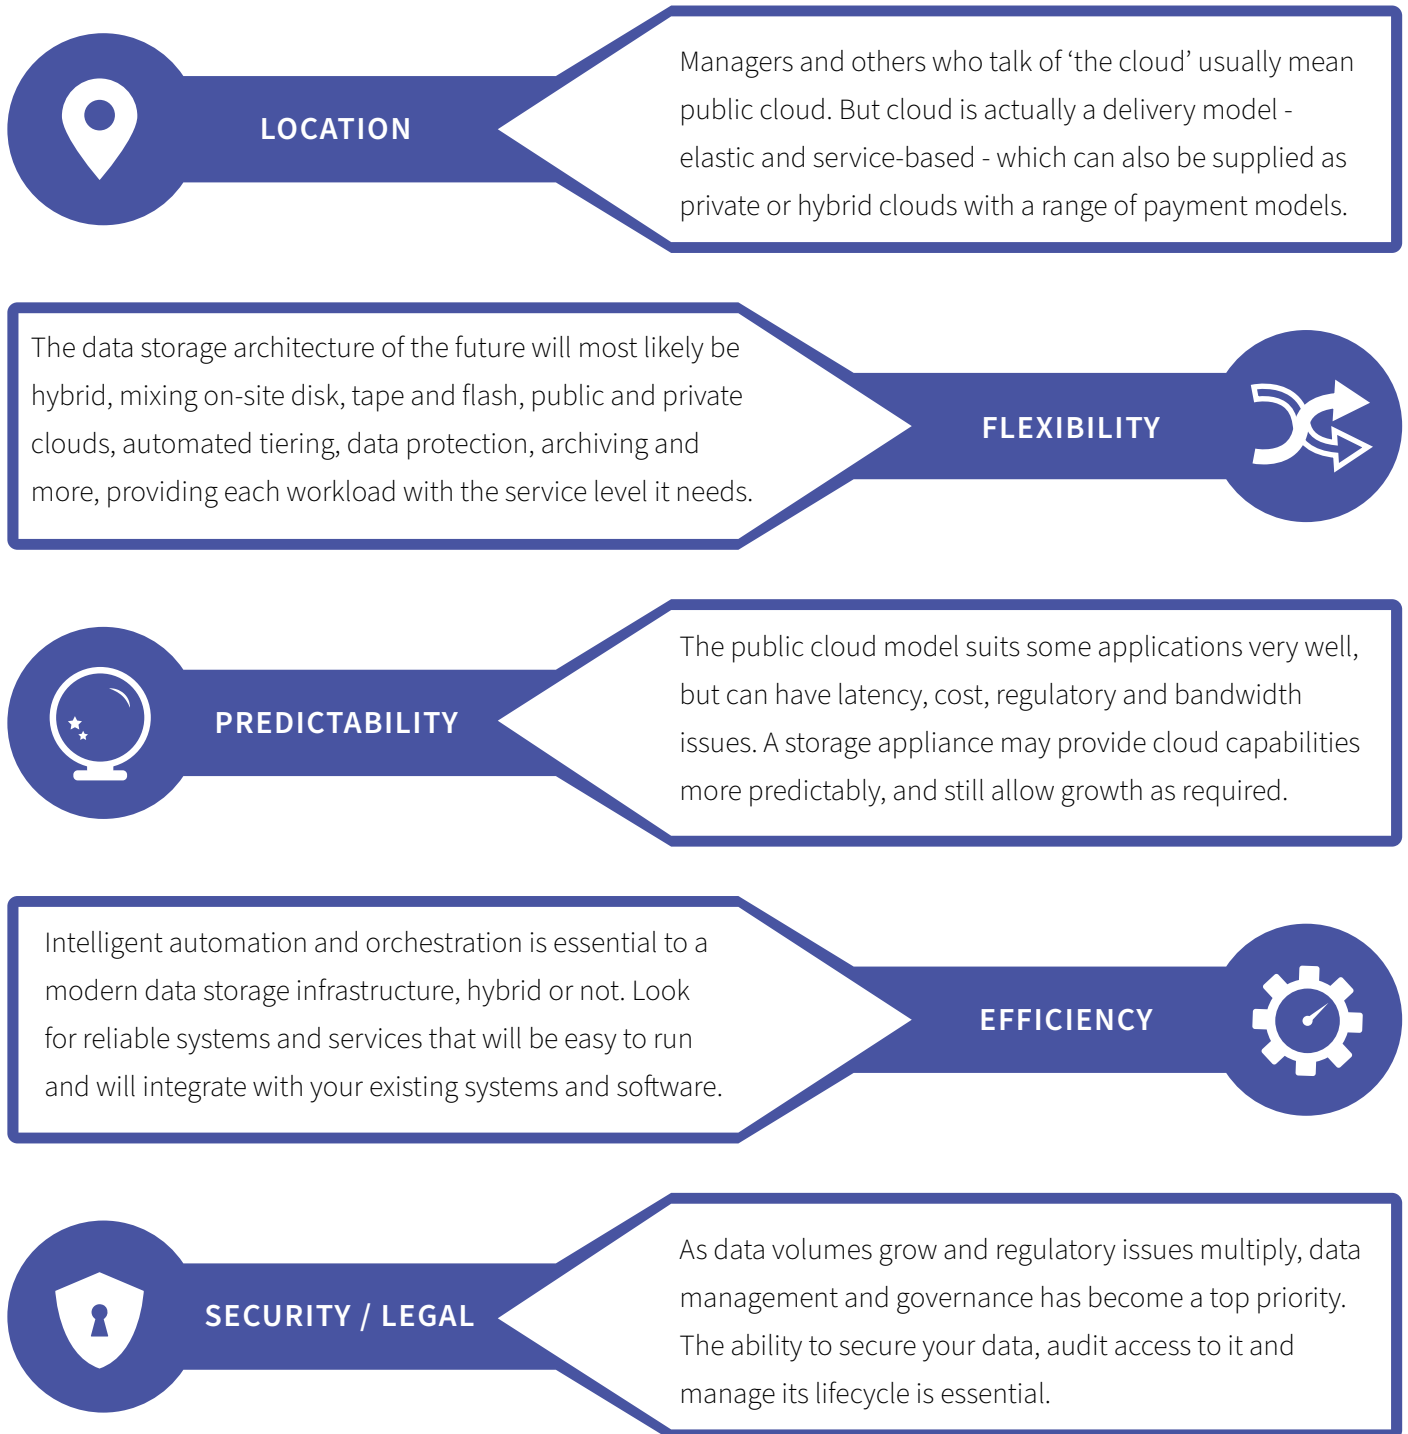 LOCATION
Managers and others who talk of ‘the cloud’ usually mean
public cloud. But cloud is actually a delivery model -
elastic and service-based - which can also be supplied as
private or hybrid clouds with a range of payment models.
The data storage architecture of the future will most likely be
hybrid, mixing on-site disk, tape and flash, public and private
clouds, automated tiering, data protection, archiving and
more, providing each workload with the service level it needs.
FLEXIBILITY
PREDICTABILITY
The public cloud model suits some applications very well,
but can have latency, cost, regulatory and bandwidth
issues. A storage appliance may provide cloud capabilities
more predictably, and still allow growth as required.
Intelligent automation and orchestration is essential to a
modern data storage infrastructure, hybrid or not. Look
for reliable systems and services that will be easy to run
and will integrate with your existing systems and software.
EFFICIENCY
SECURITY / LEGAL
As data volumes grow and regulatory issues multiply, data
management and governance has become a top priority.
The ability to secure your data, audit access to it and
manage its lifecycle is essential.